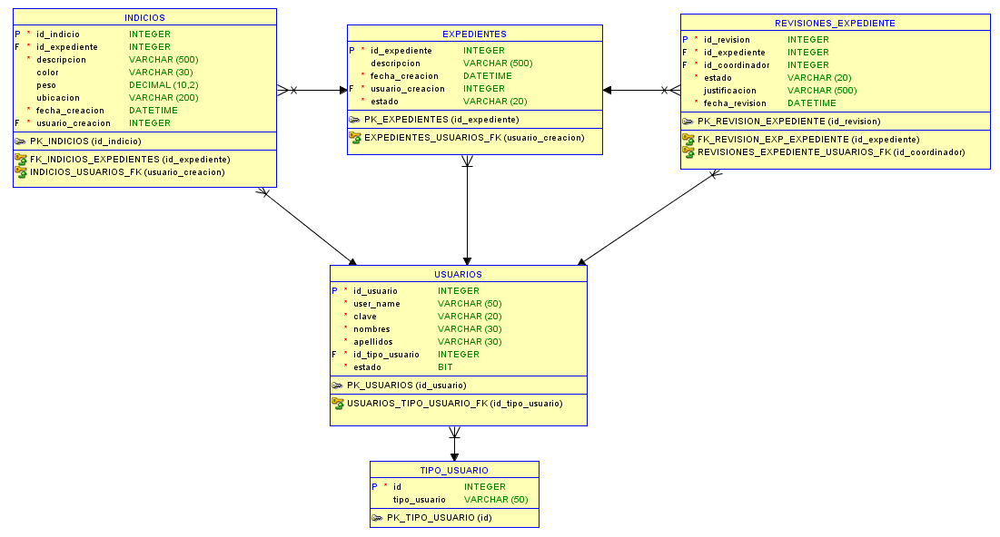 INDICIOS
P * id_indicio INTEGER
F * id_expediente INTEGER
* descripcion VARCHAR (500)
color VARCHAR (30)
peso DECIMAL (10,2)
ubicacion VARCHAR (200)
* fecha_creacion DATETIME
F * usuario_creacion INTEGER
PK_INDICIOS (id_indicio)
FK_INDICIOS_EXPEDIENTES (id_expediente)
INDICIOS_USUARIOS_FK (usuario_creacion)
EXPEDIENTES
P * id_expediente INTEGER
descripcion VARCHAR (500)
* fecha_creacion DATETIME
F * usuario_creacion INTEGER
* estado VARCHAR (20)
PK_EXPEDIENTES (id_expediente)
EXPEDIENTES_USUARIOS_FK (usuario_creacion)
REVISIONES_EXPEDIENTE
P * id_revision INTEGER
F * id_expediente INTEGER
F * id_coordinador INTEGER
* estado VARCHAR (20)
justificacion VARCHAR (500)
* fecha_revision DATETIME
PK_REVISION_EXPEDIENTE (id_revision)
FK_REVISION_EXP_EXPEDIENTE (id_expediente)
REVISIONES_EXPEDIENTE_USUARIOS_FK (id_coordinador)
USUARIOS
P * id_usuario INTEGER
* user_name VARCHAR (50)
* clave VARCHAR (20)
* nombres VARCHAR (30)
* apellidos VARCHAR (30)
F * id_tipo_usuario INTEGER
* estado BIT
PK_USUARIOS (id_usuario)
USUARIOS_TIPO_USUARIO_FK (id_tipo_usuario)
TIPO_USUARIO
P * id INTEGER
tipo_usuario VARCHAR (50)
PK_TIPO_USUARIO (id)